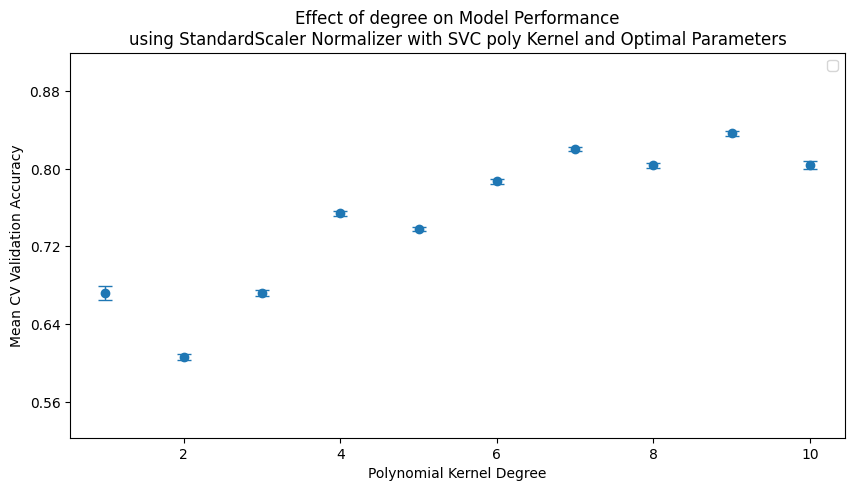 Effect of degree on Model Performance
using StandardScaler Normalizer with SVC poly Kernel and Optimal Parameters
Mean CV Validation Accuracy
0.88
0.80
0.72
0.64
0.56
2
4
6
8
10
Polynomial Kernel Degree